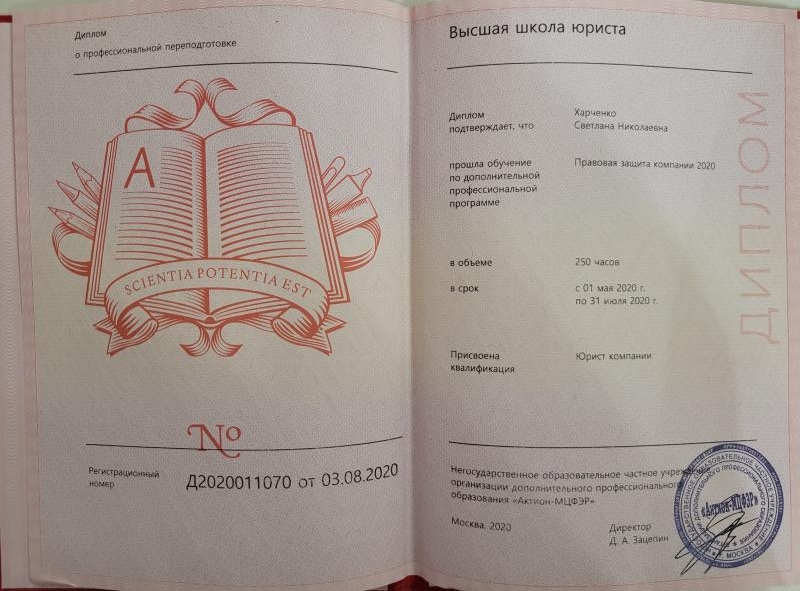 Диплом
о профессиональной переподготовке
A
SCIENTIA POTENTIA EST
№
Регистрационный
номер
Д2020011070 от 03.08.2020
Высшая школа юриста
Диплом
подтверждает, что
Харченко
Светлана Николаевна
прошла обучение
по дополнительной
профессиональной
программе
Правовая защита компании 2020
в объеме
250 часов
в срок
с 01 мая 2020 г.
по 31 июля 2020 г.
Присвоена
квалификация
Юрист компании
Негосударственное образовательное частное учреждение
организации дополнительного профессионального
образования «Актион-МЦФЭР»
Москва, 2020
Директор
Д. А. Зацепин
ДИПЛОМ
«Актион-МЦФЭР»
г. МОСКВА